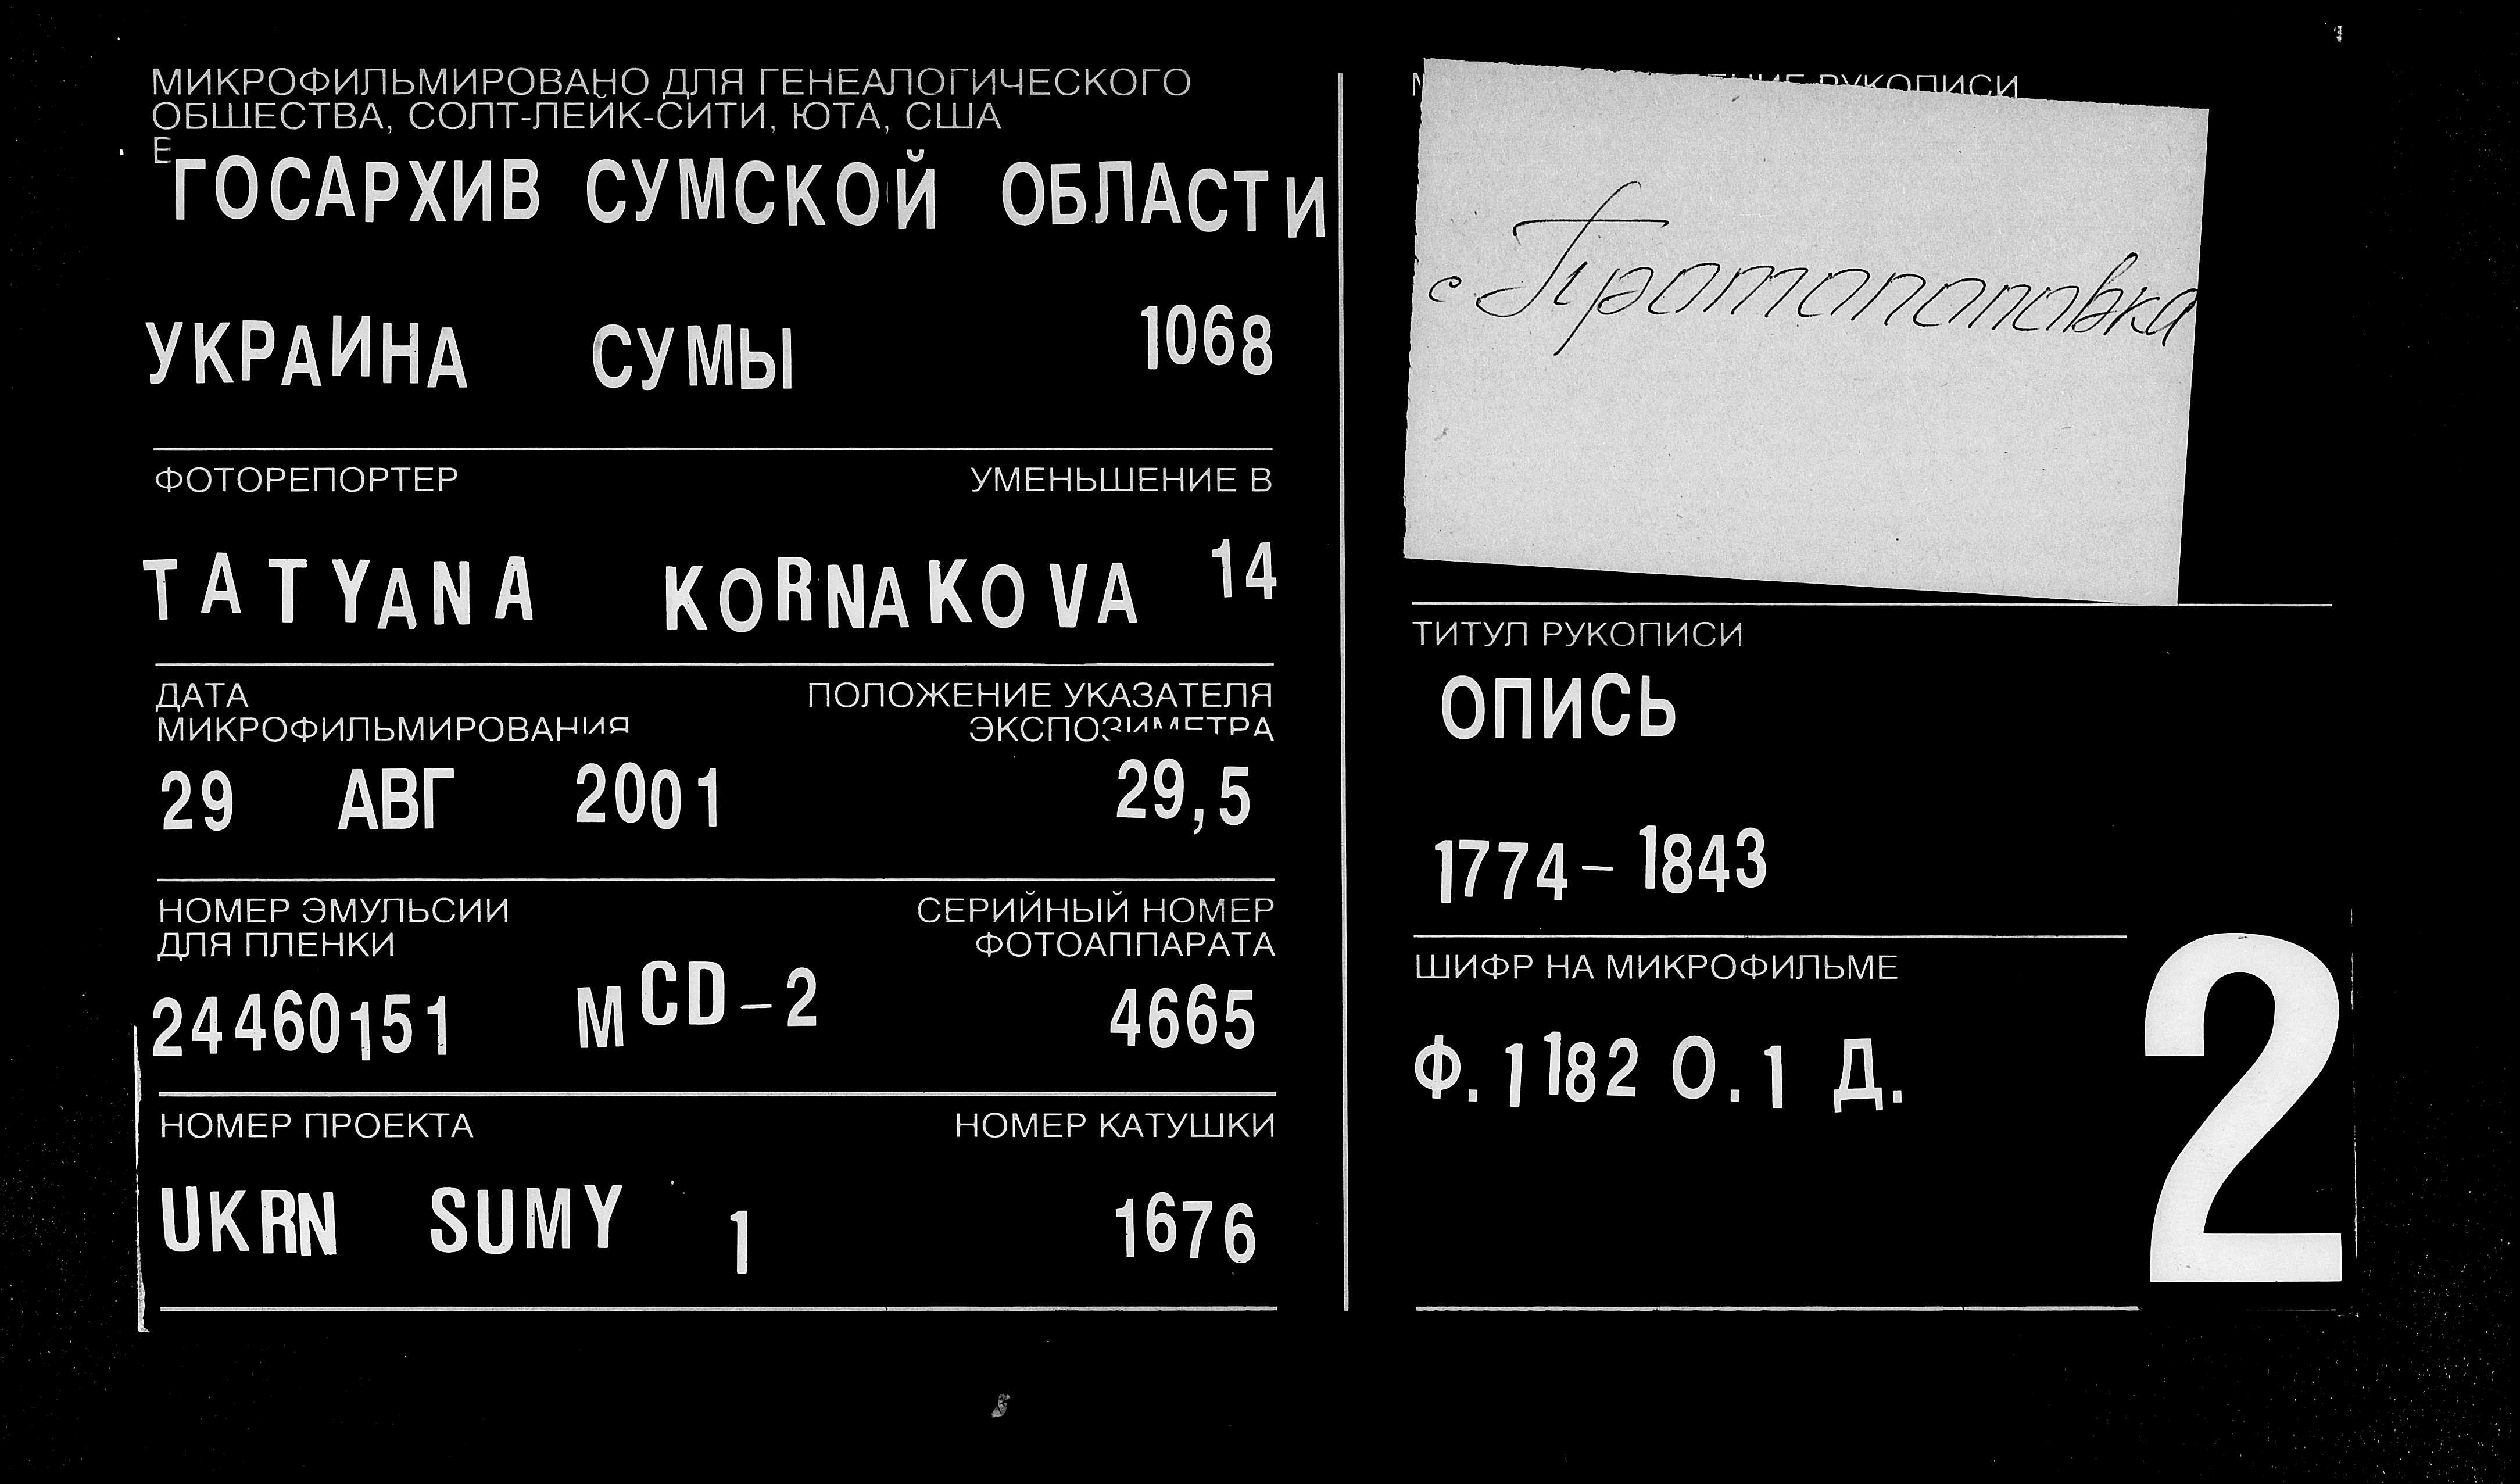 МИКРОФИЛЬМИРОВАНО ДЛЯ ГЕНЕАЛОГИЧЕСКОГО
ОБЩЕСТВА, СОЛТ-ЛЕЙК-СИТИ, ЮТА, США
ГОСАРХИВ СУМСКОЙ ОБЛАСТИ
УКРАИНА СУМЫ 1068
ФОТОРЕПОРТЕР УМЕНЬШЕНИЕ В
TATYANA KORNAKOVA 14
ДАТА ПОЛОЖЕНИЕ УКАЗАТЕЛЯ
МИКРОФИЛЬМИРОВАНИЯ ЭКСПОЗИМЕТРА
29 АВГ 2001 29,5
НОМЕР ЭМУЛЬСИИ СЕРИЙНЫЙ НОМЕР
ДЛЯ ПЛЕНКИ ФОТОАППАРАТА
24460151 MCD-2 4665
НОМЕР ПРОЕКТА НОМЕР КАТУШКИ
UKRN SUMY 1 1676
РУКОПИСИ
с Протопоповка
ТИТУЛ РУКОПИСИ
ОПИСЬ
1774-1843
ШИФР НА МИКРОФИЛЬМЕ
Ф. 1182 О. 1 Д.
2